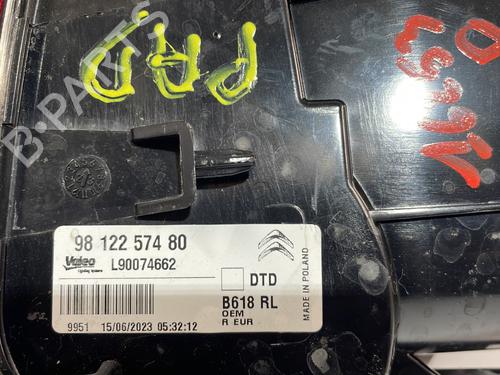 PAD
B-PARTS
98 122 574 80
Valeo
L90074662
DTD
B618 RL
OEM
R EUR
MADE IN POLAND
9951 15/06/2023 05:32:12